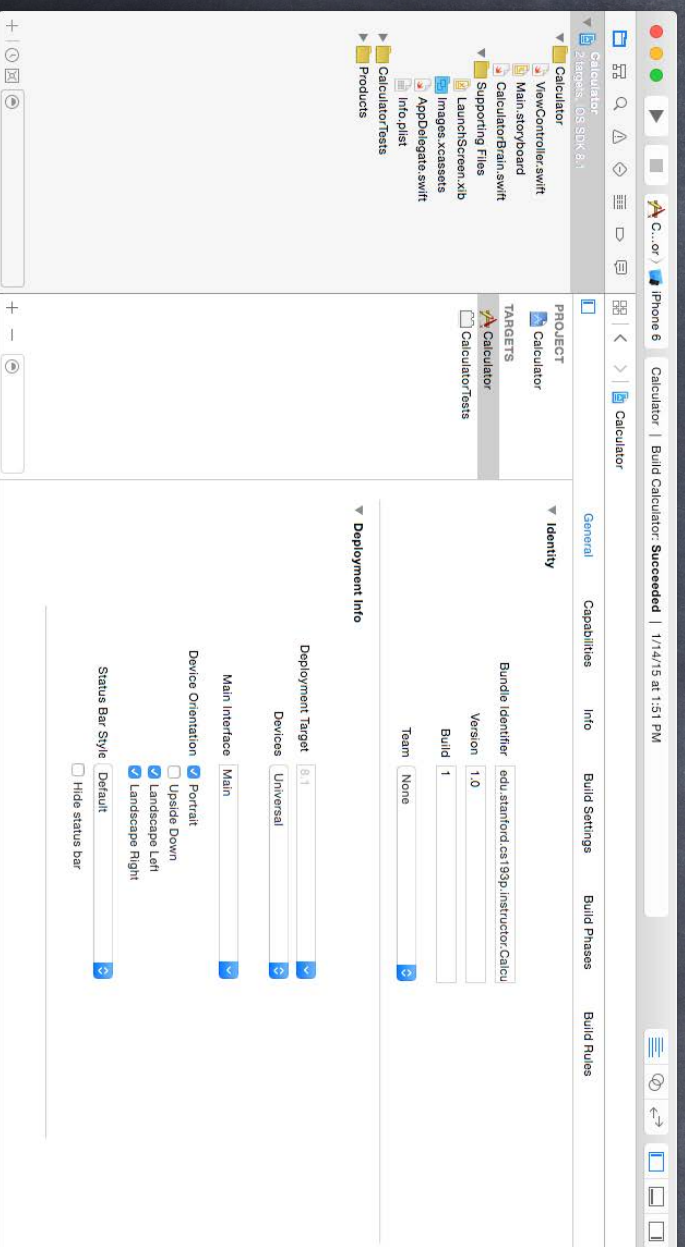 C...or 〉 iPhone 6
Calculator | Build Calculator: Succeeded | 1/14/15 at 1:51 PM
Calculator
Calculator
2 targets, iOS SDK 8.1
Calculator
ViewController.swift
Main.storyboard
CalculatorBrain.swift
Supporting Files
LaunchScreen.xib
Images.xcassets
AppDelegate.swift
Info.plist
CalculatorTests
Products
PROJECT
Calculator
TARGETS
Calculator
CalculatorTests
General Capabilities Info Build Settings Build Phases Build Rules
Identity
Bundle Identifier edu.stanford.cs193p.instructor.Calcu
Version 1.0
Build 1
Team None
Deployment Info
Deployment Target 8.1
Devices Universal
Main Interface Main
Device Orientation Portrait
Upside Down
Landscape Left
Landscape Right
Status Bar Style Default
Hide status bar